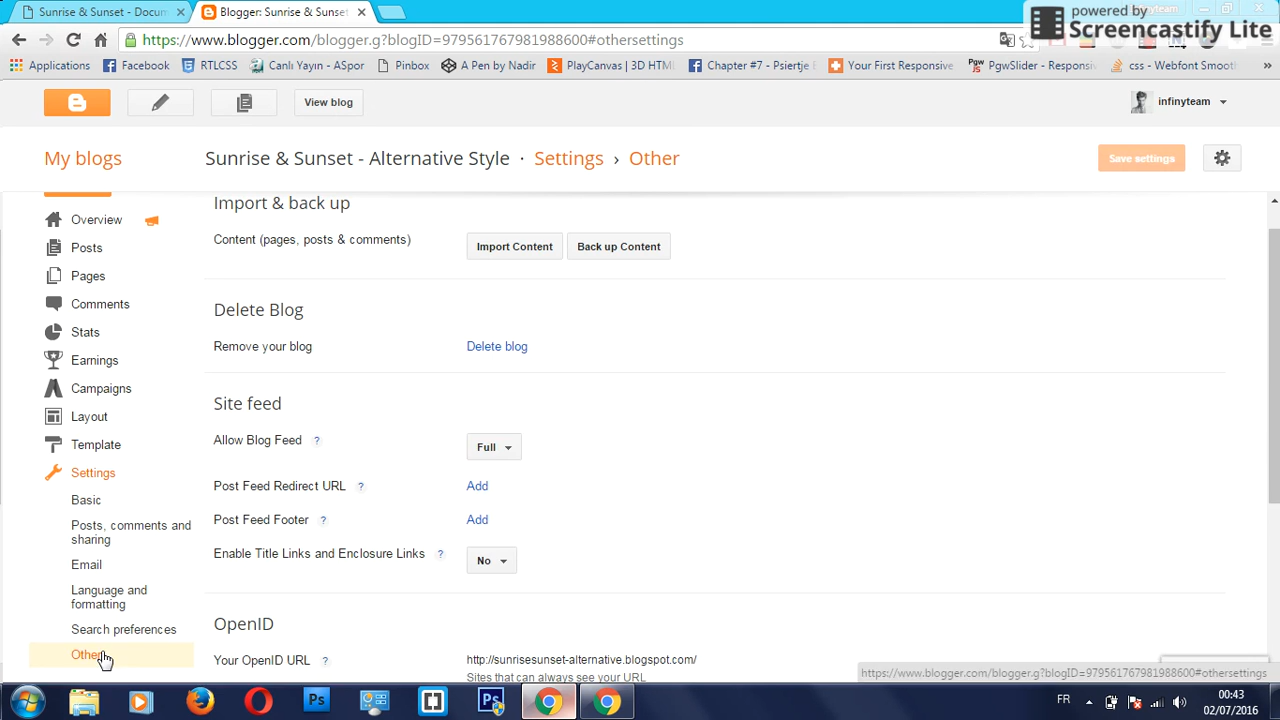 Sunrise & Sunset - Docum
Blogger: Sunrise & Sunset
powered by
Screencastify Lite
https://www.blogger.com/blogger.g?blogID=979561767981988600#othersettings
Applications
Facebook
RTLCSS
Canlı Yayın - ASpor
Pinbox
A Pen by Nadir
PlayCanvas | 3D HTML
Chapter #7 - Psiertje
Your First Responsive
PgwSlider - Responsiv
css - Webfont Smooth
»
View blog
infinyteam
My blogs
Sunrise & Sunset - Alternative Style · Settings › Other
Save settings
Overview
Posts
Pages
Comments
Stats
Earnings
Campaigns
Layout
Template
Settings
Basic
Posts, comments and
sharing
Email
Language and
formatting
Search preferences
Other
Import & back up
Content (pages, posts & comments)
Import Content
Back up Content
Delete Blog
Remove your blog
Delete blog
Site feed
Allow Blog Feed ?
Full
Post Feed Redirect URL ?
Add
Post Feed Footer ?
Add
Enable Title Links and Enclosure Links ?
No
OpenID
Your OpenID URL ?
http://sunrisesunset-alternative.blogspot.com/
Sites that can always see your URL
https://www.blogger.com/blogger.g?blogID=979561767981988600#othersettings
FR
00:43
02/07/2016